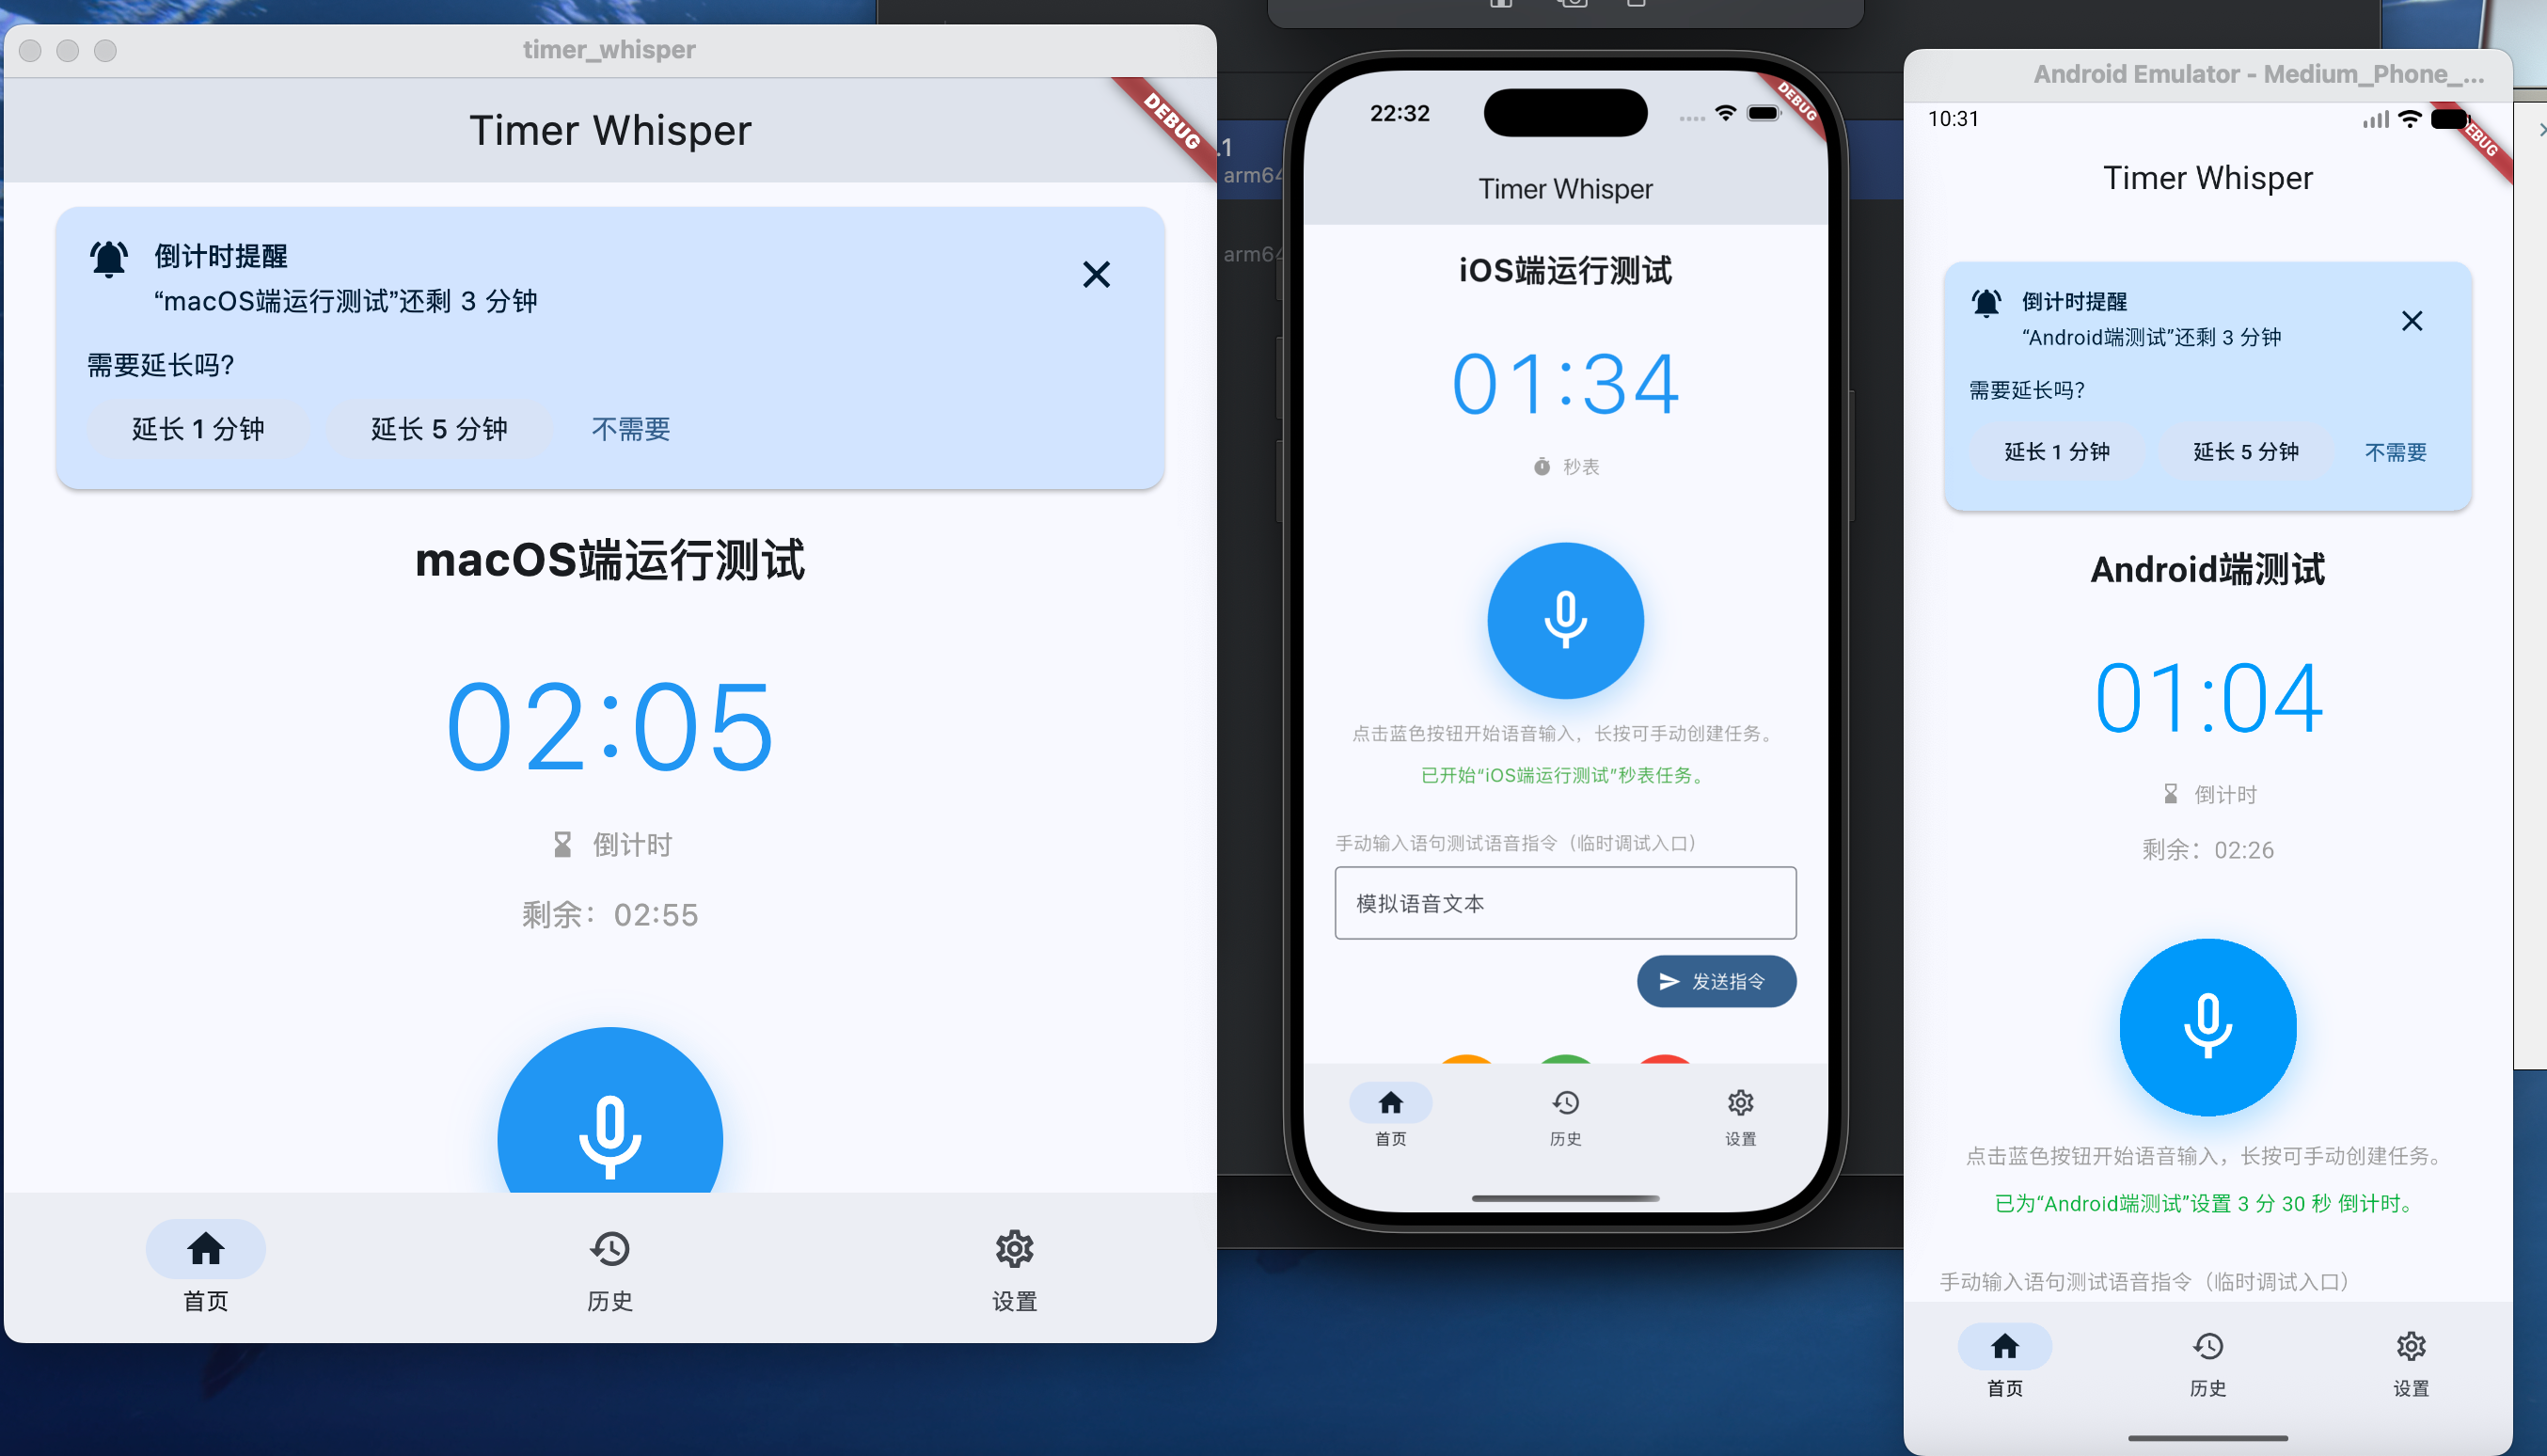 timer_whisper
Timer Whisper
DEBUG
倒计时提醒
“macOS端运行测试”还剩 3 分钟
需要延长吗?
延长 1 分钟
延长 5 分钟
不需要
macOS端运行测试
02:05
倒计时
剩余：02:55
首页
历史
设置
.1
arm64
arm64
22:32
DEBUG
Timer Whisper
iOS端运行测试
01:34
秒表
点击蓝色按钮开始语音输入，长按可手动创建任务。
已开始“iOS端运行测试”秒表任务。
手动输入语句测试语音指令（临时调试入口）
模拟语音文本
发送指令
首页
历史
设置
Android Emulator - Medium_Phone_...
10:31
DEBUG
Timer Whisper
倒计时提醒
“Android端测试”还剩 3 分钟
需要延长吗?
延长 1 分钟
延长 5 分钟
不需要
Android端测试
01:04
倒计时
剩余：02:26
点击蓝色按钮开始语音输入，长按可手动创建任务。
已为“Android端测试”设置 3 分 30 秒 倒计时。
手动输入语句测试语音指令（临时调试入口）
首页
历史
设置